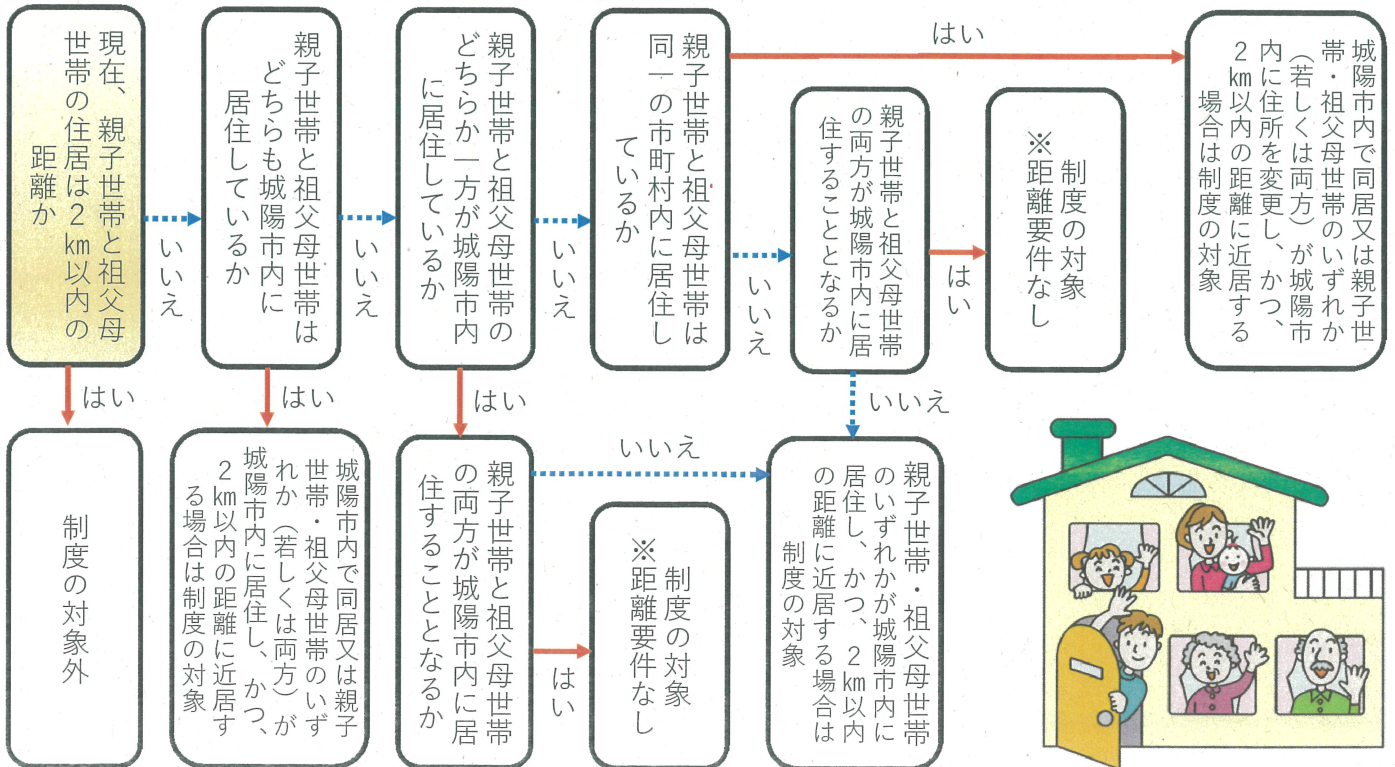 現在、親子世帯と祖父母
世帯の住居は２km以内の
距離か
いいえ
はい
制度の対象外
親子世帯と祖父母世帯は
どちらも城陽市内に
居住しているか
いいえ
はい
城陽市内で同居又は親子
世帯・祖父母世帯のいず
れか（若しくは両方）が
城陽市内に居住し、かつ、
２km以内の距離に近居す
る場合は制度の対象
親子世帯と祖父母世帯の
どちらか一方が城陽市内
に居住しているか
いいえ
はい
親子世帯と祖父母世帯
の両方が城陽市内に居
住することとなるか
いいえ
はい
制度の対象
※距離要件なし
親子世帯と祖父母世帯は
同一の市町村内に居住し
ているか
はい
いいえ
親子世帯と祖父母世帯
の両方が城陽市内に居
住することとなるか
はい
いいえ
制度の対象
※距離要件なし
親子世帯・祖父母世帯
のいずれかが城陽市内に
居住し、かつ、２km以内
の距離に近居する場合は
制度の対象
城陽市内で同居又は親子世
帯・祖父母世帯のいずれか
（若しくは両方）が城陽市
内に住所を変更し、かつ、
２km以内の距離に近居する
場合は制度の対象